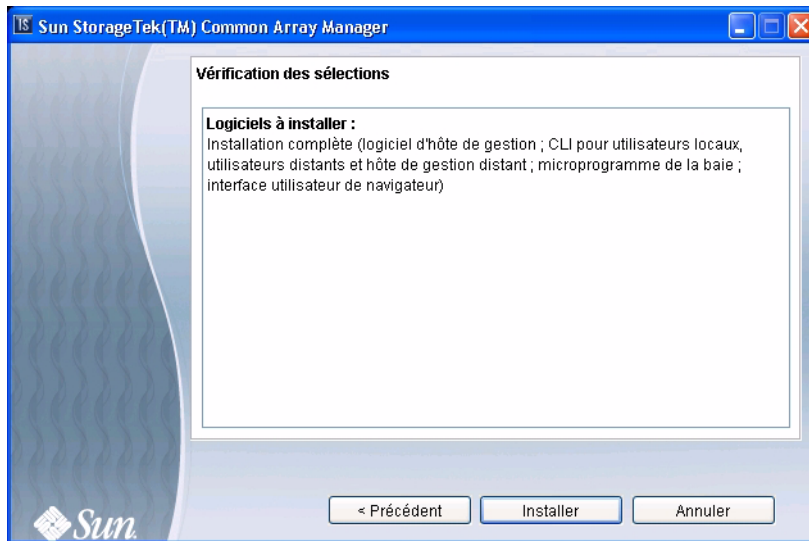 Sun StorageTek(TM) Common Array Manager
Vérification des sélections
Logiciels à installer :
Installation complète (logiciel d'hôte de gestion ; CLI pour utilisateurs locaux,
utilisateurs distants et hôte de gestion distant ; microprogramme de la baie ;
interface utilisateur de navigateur)
< Précédent
Installer
Annuler
Sun